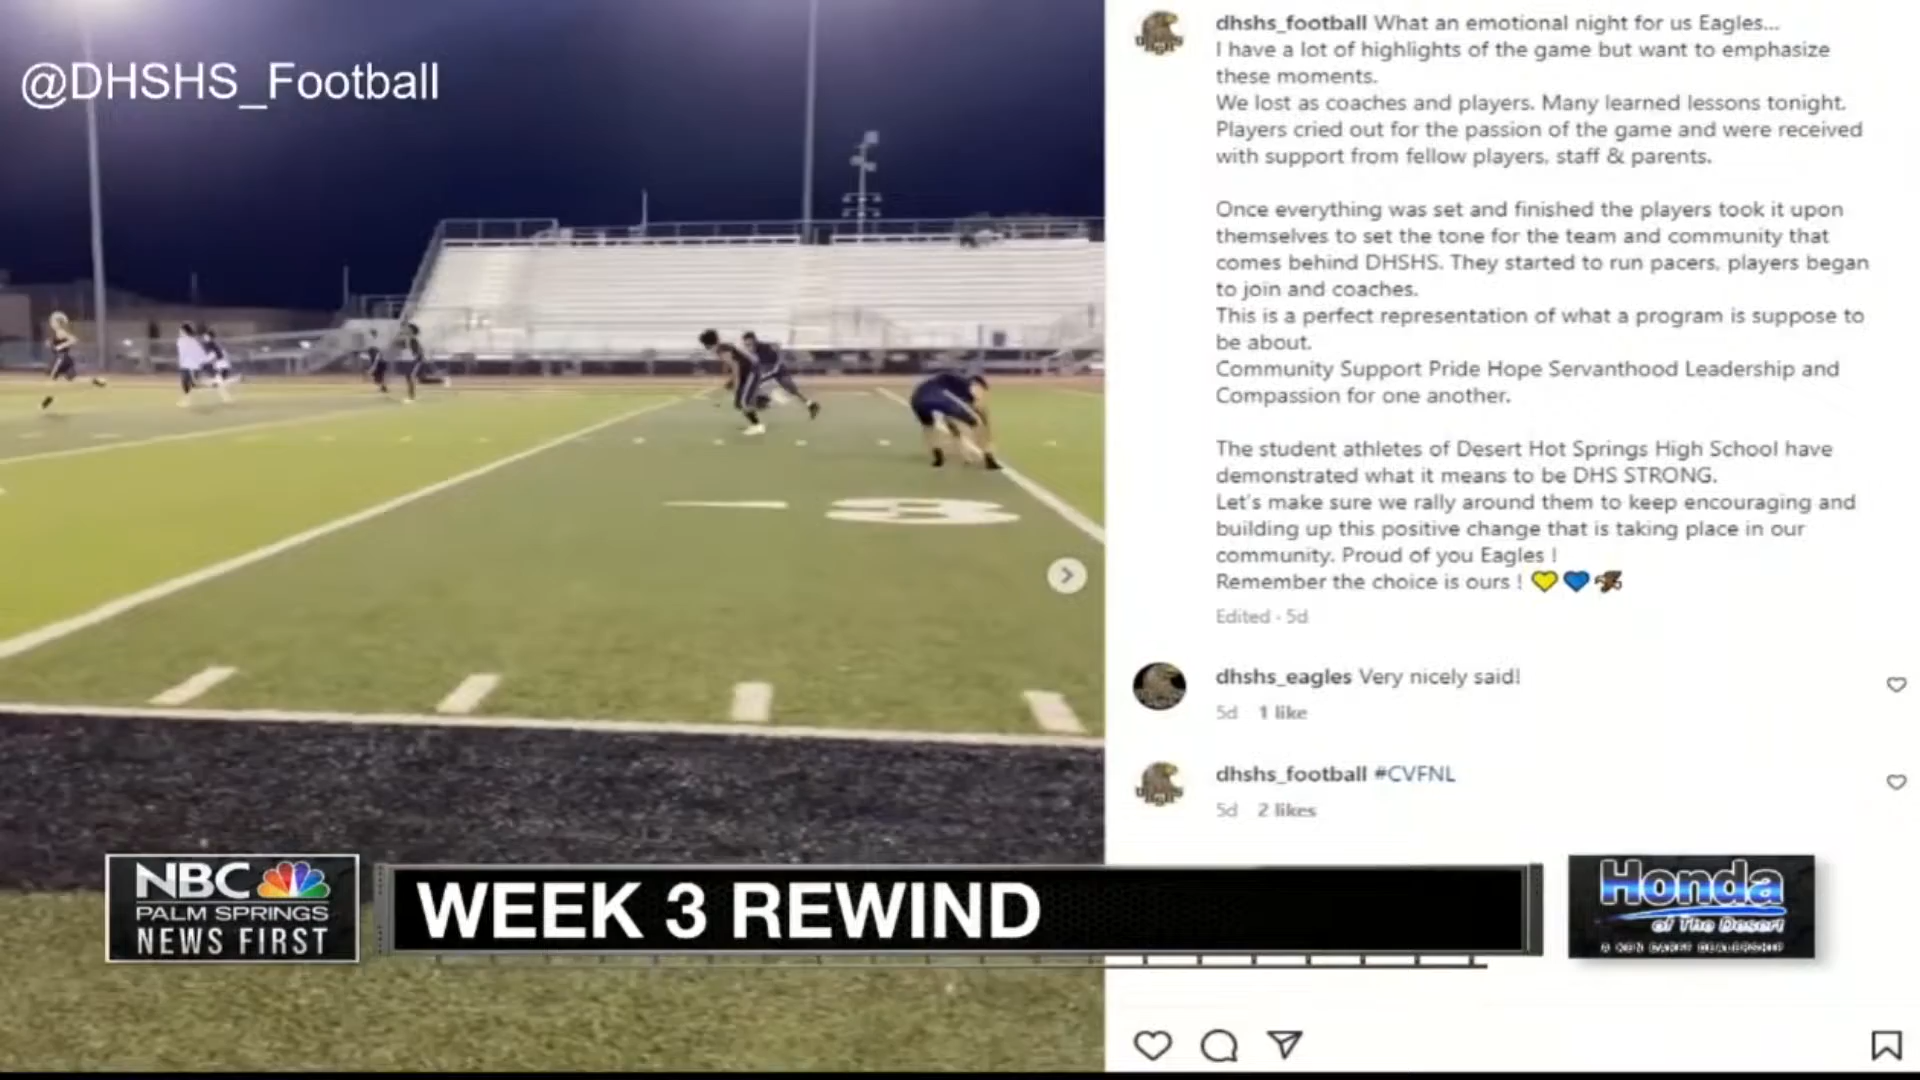 @DHSHS_Football
dhshs_football What an emotional night for us Eagles...
I have a lot of highlights of the game but want to emphasize
these moments.
We lost as coaches and players. Many learned lessons tonight.
Players cried out for the passion of the game and were received
with support from fellow players, staff & parents.
Once everything was set and finished the players took it upon
themselves to set the tone for the team and community that
comes behind DHSHS. They started to run pacers, players began
to join and coaches.
This is a perfect representation of what a program is suppose to
be about.
Community Support Pride Hope Servanthood Leadership and
Compassion for one another.
The student athletes of Desert Hot Springs High School have
demonstrated what it means to be DHS STRONG.
Let's make sure we rally around them to keep encouraging and
building up this positive change that is taking place in our
community. Proud of you Eagles !
Remember the choice is ours ! 💛💙🦅
Edited · 5d
dhshs_eagles Very nicely said!
5d 1 like
dhshs_football #CVFNL
5d 2 likes
NBC
PALM SPRINGS
NEWS FIRST
WEEK 3 REWIND
Honda
of The Desert
A KEN GARFF DEALERSHIP